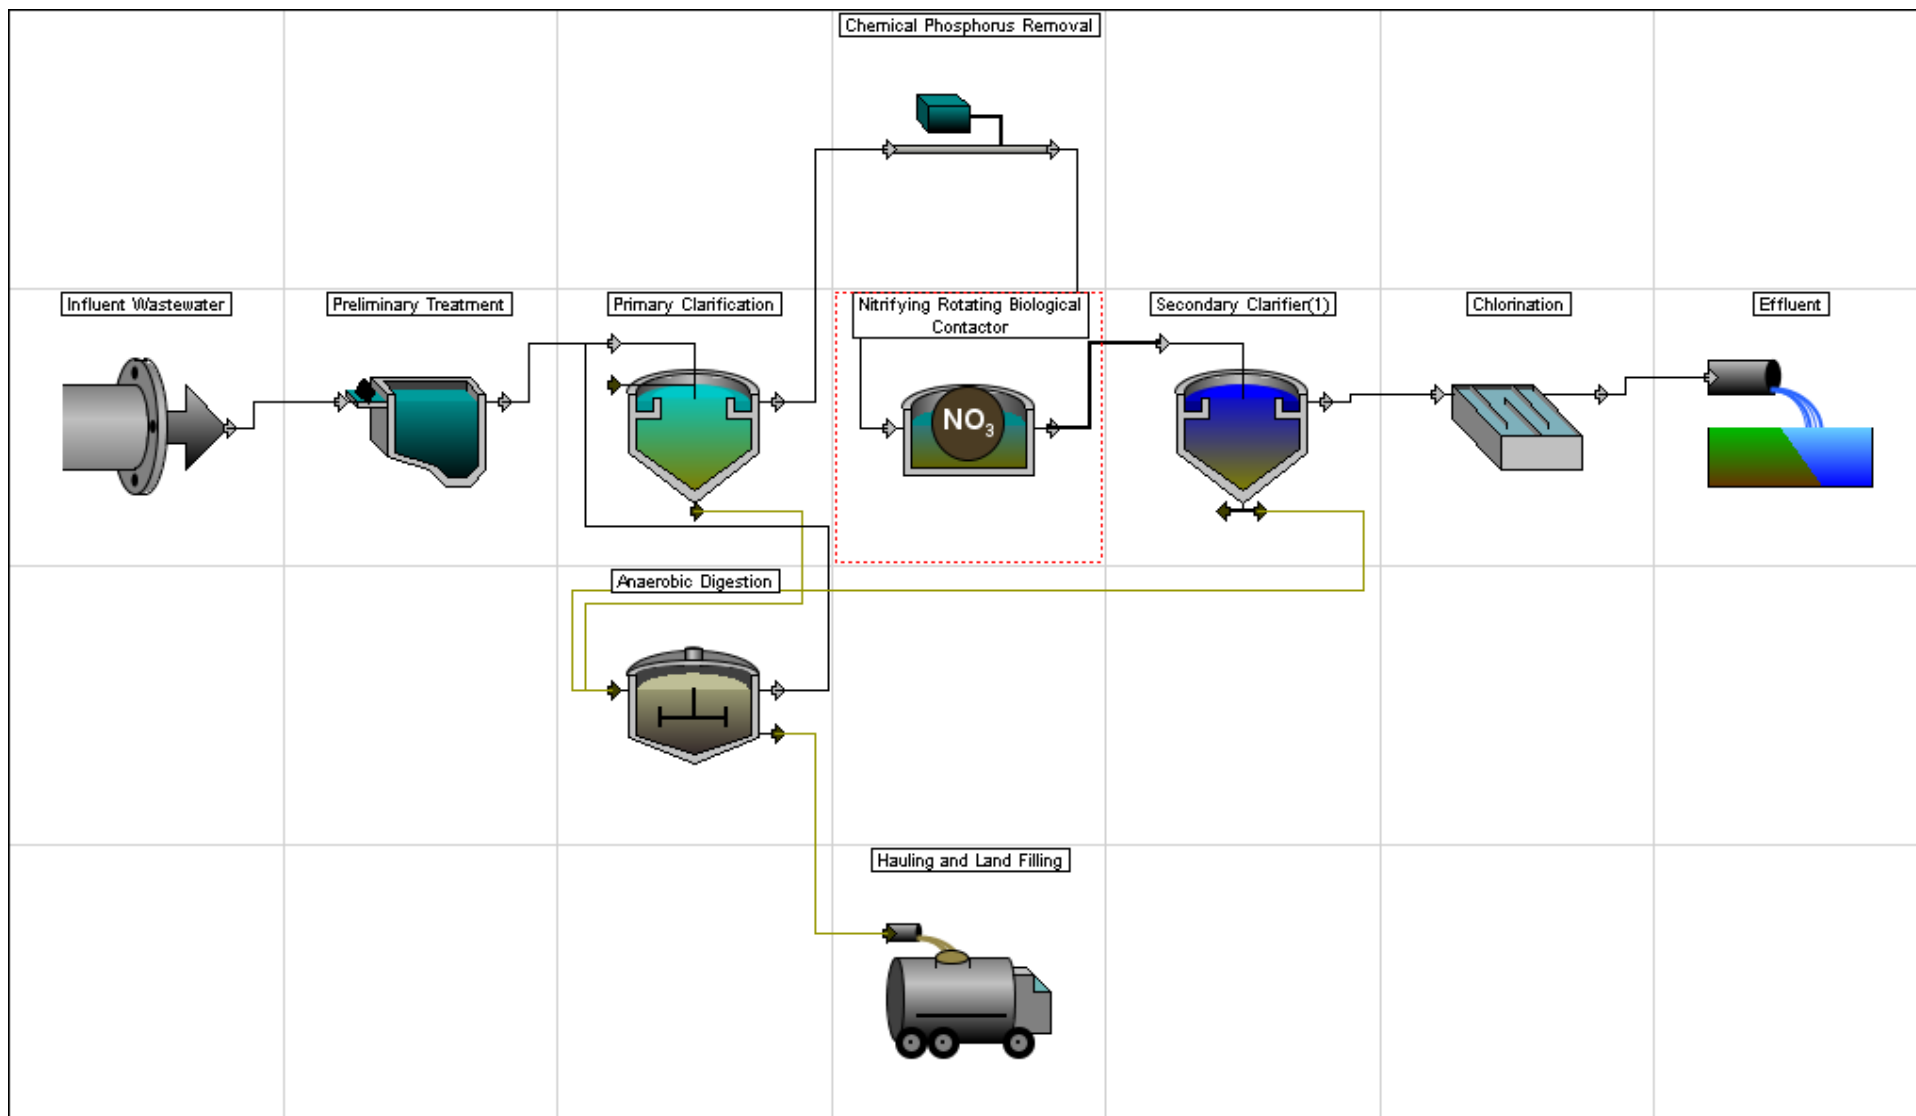 Chemical Phosphorus Removal
Influent Wastewater
Preliminary Treatment
Primary Clarification
Nitrifying Rotating Biological
Contactor
Secondary Clarifier(1)
Chlorination
Effluent
NO3
Anaerobic Digestion
Hauling and Land Filling